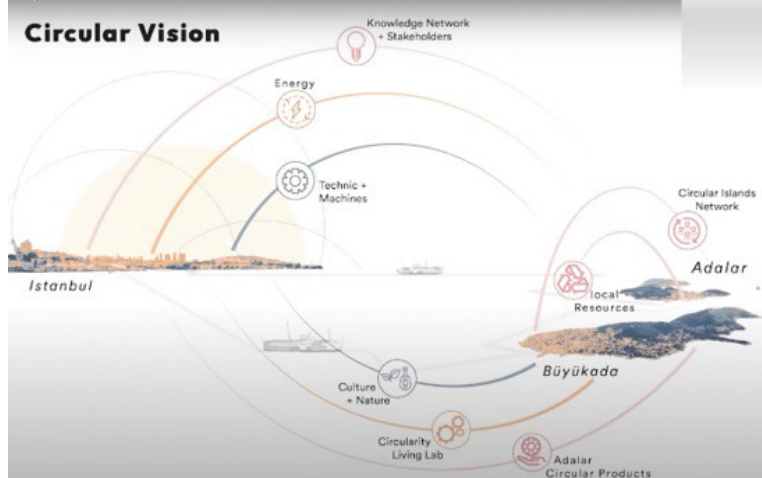 Circular Vision
Knowledge Network
+ Stakeholders
Energy
Technic +
Machines
Circular Islands
Network
Adalar
local
Resources
Istanbul
Büyükada
Culture
+ Nature
Circularity
Living Lab
Adalar
Circular Products